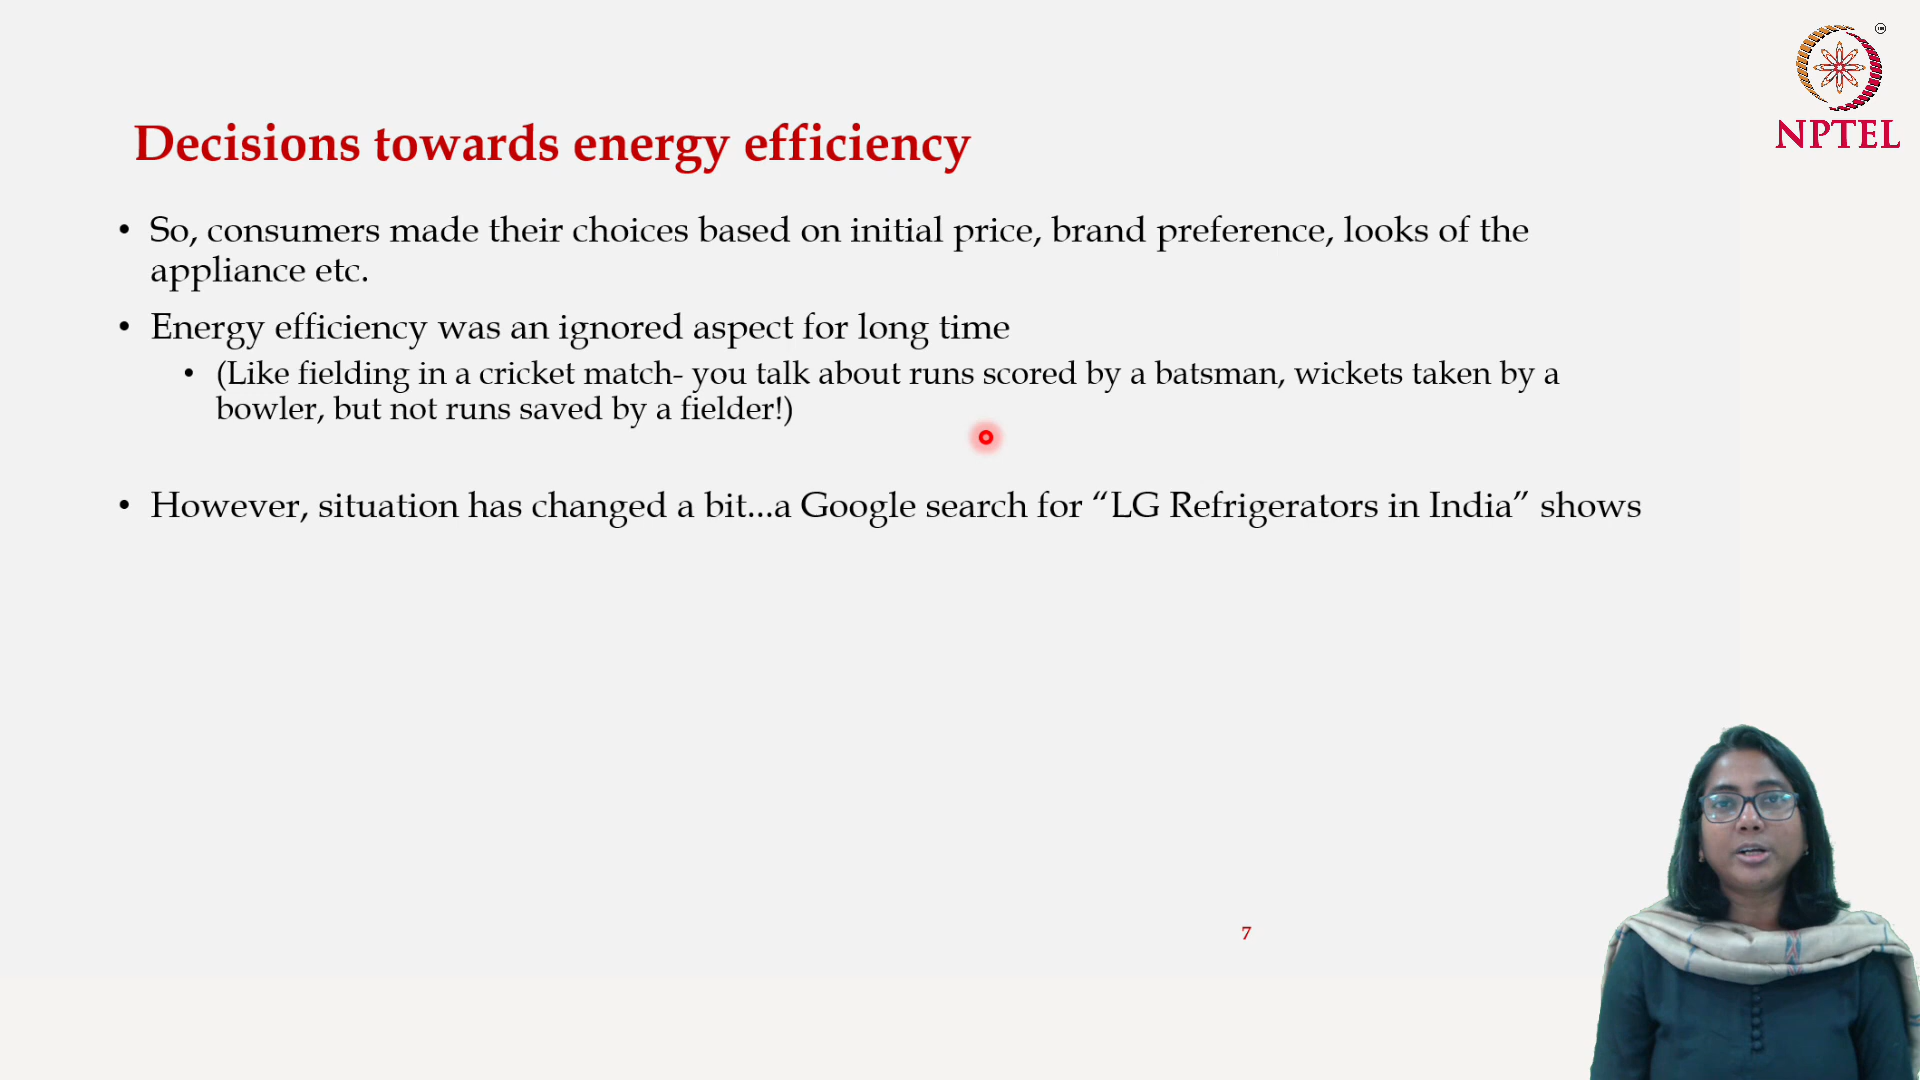 NPTEL
Decisions towards energy efficiency
• So, consumers made their choices based on initial price, brand preference, looks of the
appliance etc.
• Energy efficiency was an ignored aspect for long time
• (Like fielding in a cricket match- you talk about runs scored by a batsman, wickets taken by a
bowler, but not runs saved by a fielder!)
• However, situation has changed a bit...a Google search for “LG Refrigerators in India” shows
7